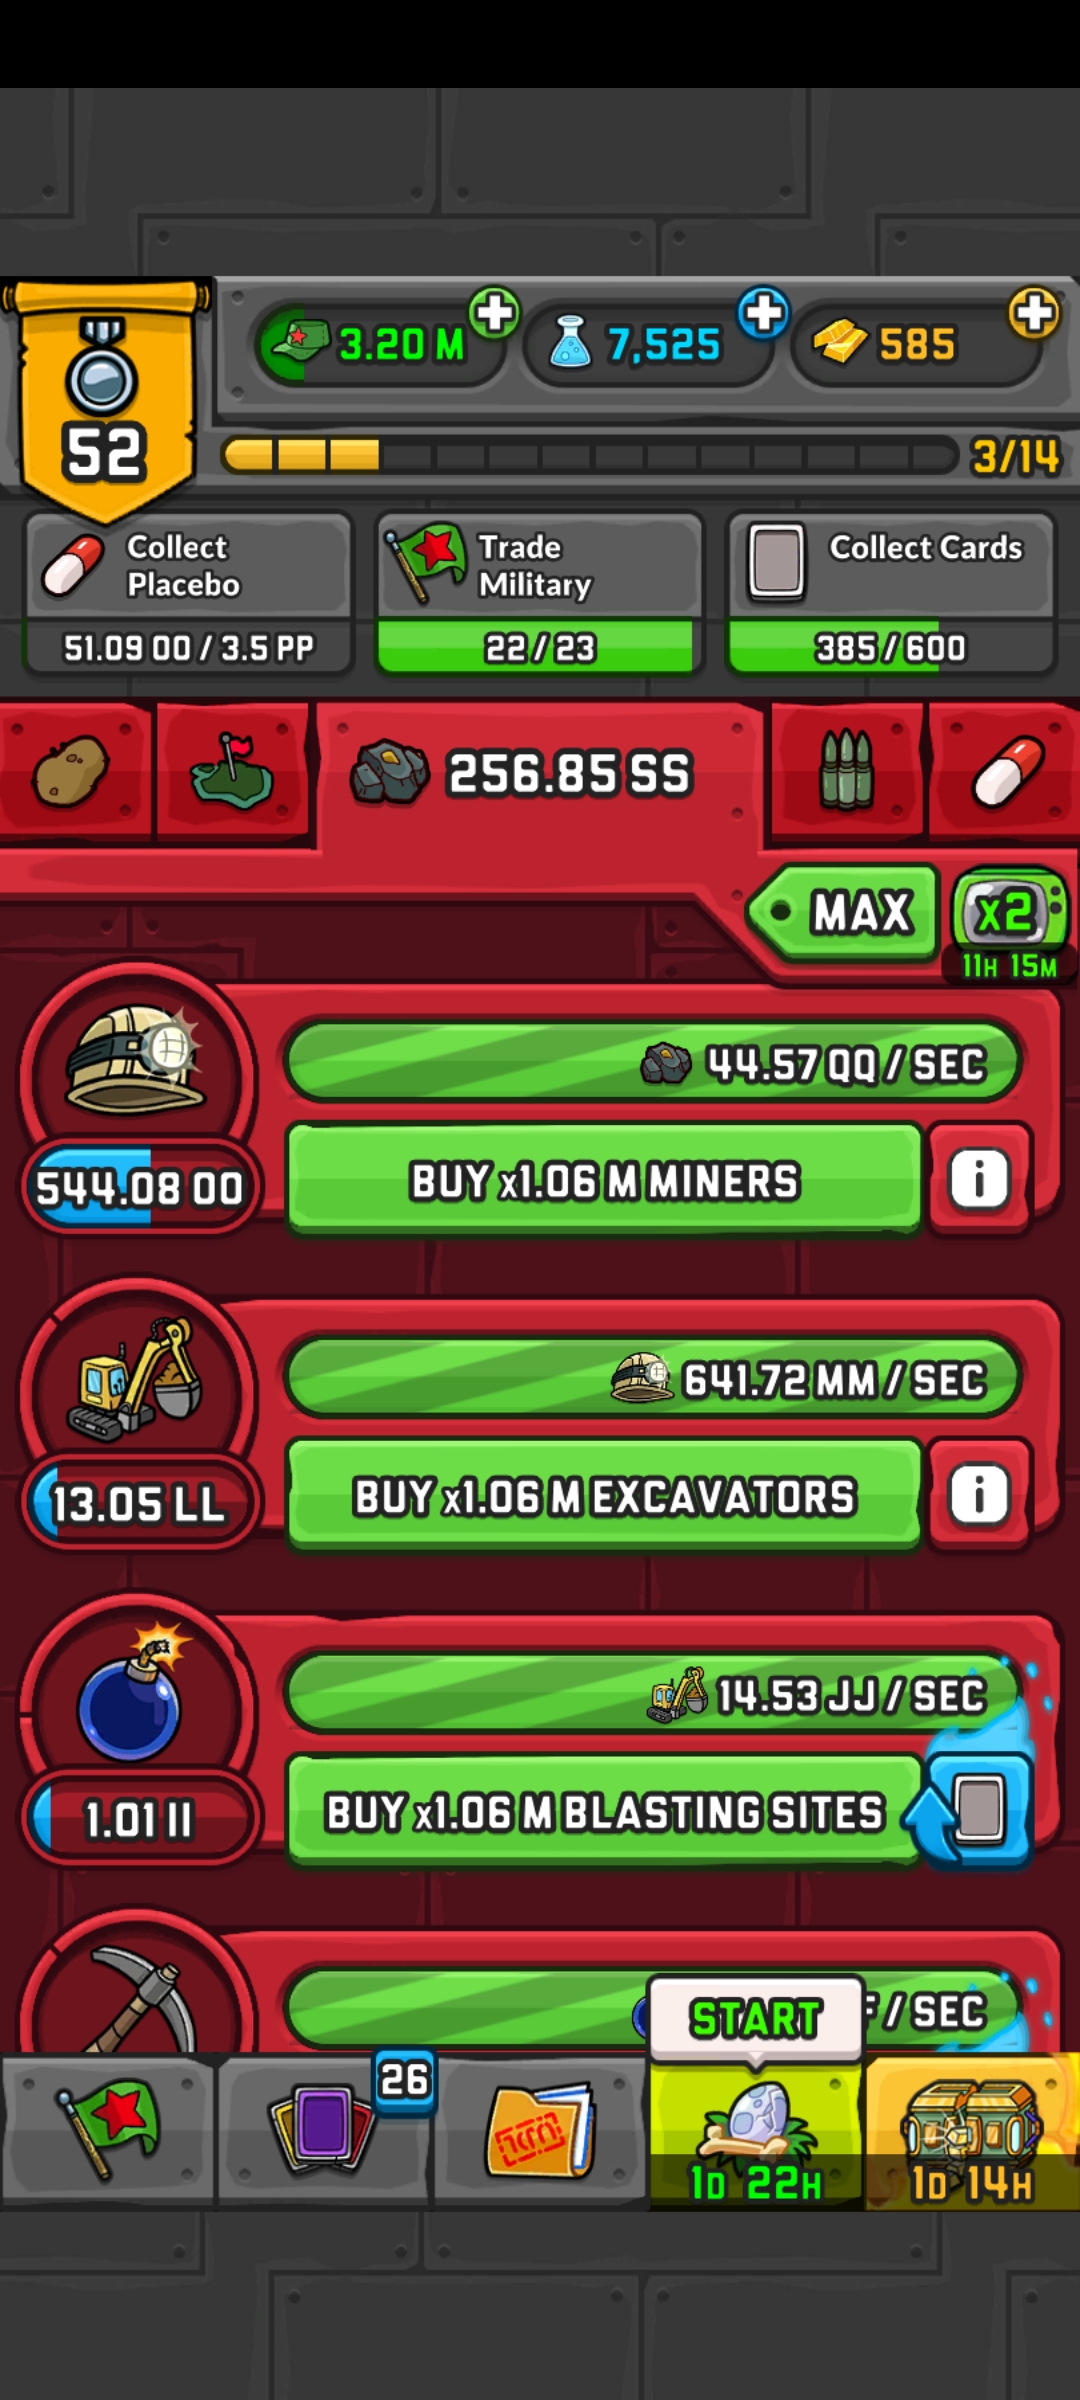 3.20 M
7,525
585
52
3/14
Collect
Placebo
51.09 OO / 3.5 PP
Trade
Military
22 / 23
Collect Cards
385 / 600
256.85 SS
MAX
x2
11H 15M
44.57 QQ / SEC
544.08 OO
BUY x1.06 M MINERS
i
641.72 MM / SEC
13.05 LL
BUY x1.06 M EXCAVATORS
i
14.53 JJ / SEC
1.01 II
BUY x1.06 M BLASTING SITES
/ SEC
START
26
1D 22H
1D 14H